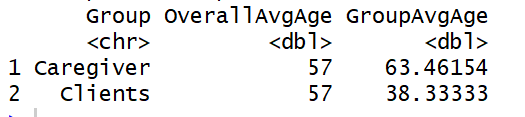 Group OverallAvgAge GroupAvgAge
<chr> <dbl> <dbl>
1 Caregiver 57 63.46154
2 Clients 57 38.33333
>